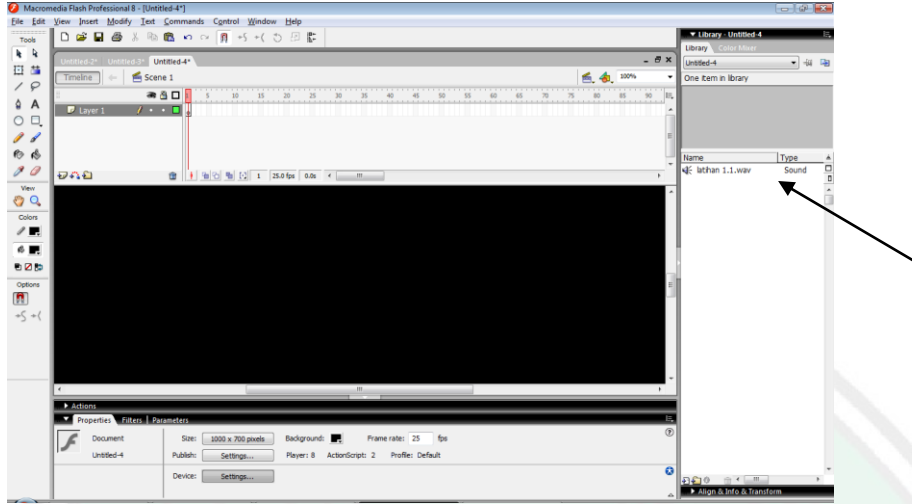 Macromedia Flash Professional 8 - [Untitled-4*]
File Edit View Insert Modify Text Commands Control Window Help
Tools
View
Colors
Options
Untitled-2* Untitled-3* Untitled-4*
Timeline Scene 1 100%
5 10 15 20 25 30 35 40 45 50 55 60 65 70 75 80 85 90
Layer 1
1 25.0 fps 0.0s
Actions
Properties Filters Parameters
Document Size: 1000 x 700 pixels Background: Frame rate: 25 fps
Untitled-4 Publish: Settings... Player: 8 ActionScript: 2 Profile: Default
Device: Settings...
Library - Untitled-4
Library Color Mixer
Untitled-4
One item in library
Name Type
latihan 1.1.wav Sound
Align & Info & Transform